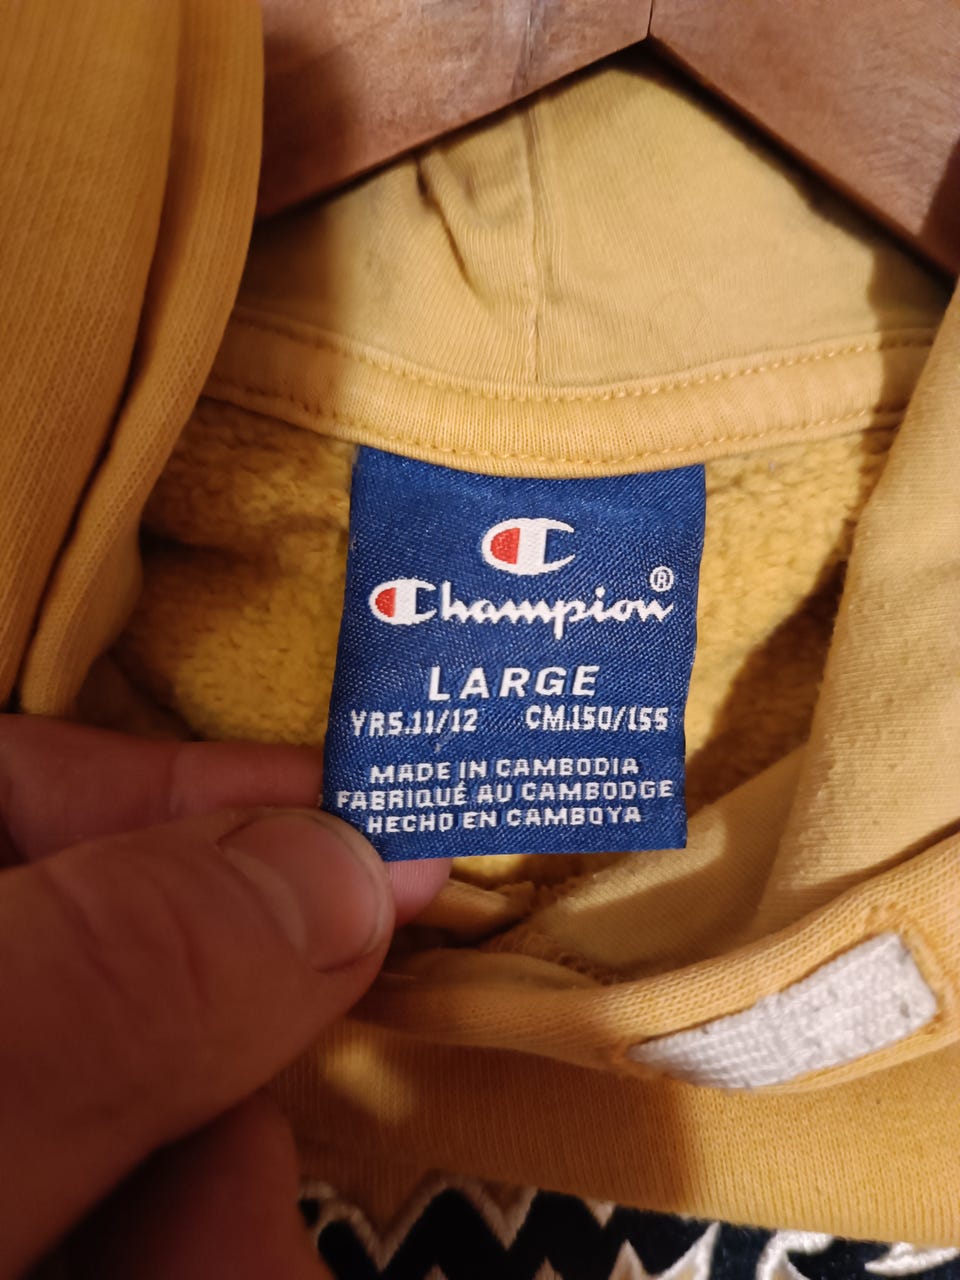 Champion®
LARGE
YRS.11/12 CM.150/155
MADE IN CAMBODIA
FABRIQUÉ AU CAMBODGE
HECHO EN CAMBOYA